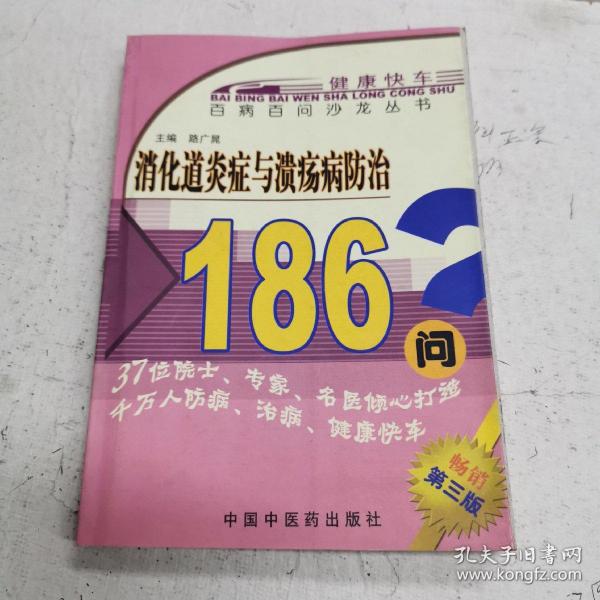 健康快车
BAI BING BAI WEN SHA LONG CONG SHU
百病百问沙龙丛书
主编 路广晁
消化道炎症与溃疡病防治
186?
问
37位院士、专家、名医倾心打造
千万人防病、治病、健康快车
畅销
第三版
中国中医药出版社
孔夫子旧书网
www.kongfz.com